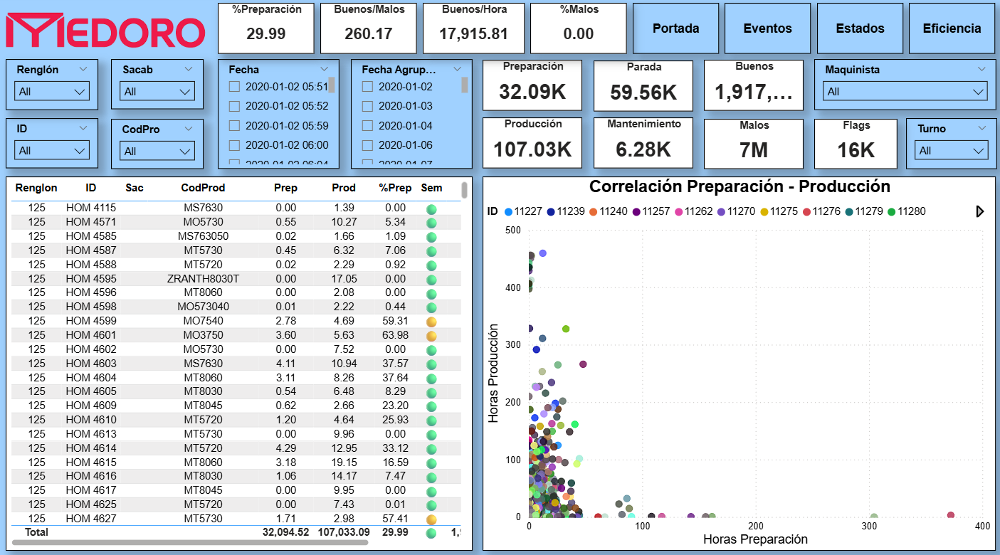 MEDORO
%Preparación
29.99
Buenos/Malos
260.17
Buenos/Hora
17,915.81
%Malos
0.00
Portada
Eventos
Estados
Eficiencia
Renglón
All
Sacab
All
ID
All
CodPro
All
Fecha
2020-01-02 05:51
2020-01-02 05:52
2020-01-02 05:59
2020-01-02 06:00
Fecha Agrup…
2020-01-02
2020-01-03
2020-01-04
2020-01-06
Preparación
32.09K
Parada
59.56K
Buenos
1,917,…
Maquinista
All
Producción
107.03K
Mantenimiento
6.28K
Malos
7M
Flags
16K
Turno
All
Renglon ID Sac CodProd Prep Prod %Prep Sem
125 HOM 4115 MS7630 0.00 1.39 0.00
125 HOM 4571 MO5730 0.55 10.27 5.34
125 HOM 4585 MS763050 0.02 1.66 1.09
125 HOM 4587 MT5730 0.45 6.32 7.06
125 HOM 4588 MT5720 0.02 2.29 0.92
125 HOM 4595 ZRANTH8030T 0.00 17.05 0.00
125 HOM 4596 MT8060 0.00 2.08 0.00
125 HOM 4598 MO573040 0.01 2.22 0.44
125 HOM 4599 MO7540 2.78 4.69 59.31
125 HOM 4601 MO3750 3.60 5.63 63.98
125 HOM 4602 MO5730 0.00 7.52 0.00
125 HOM 4603 MS7630 4.11 10.94 37.57
125 HOM 4604 MT8060 3.11 8.26 37.64
125 HOM 4605 MT8030 0.54 6.48 8.29
125 HOM 4609 MT8045 0.62 2.66 23.20
125 HOM 4610 MT5720 1.20 4.64 25.93
125 HOM 4613 MT5730 0.00 9.96 0.00
125 HOM 4614 MT5720 4.29 12.95 33.12
125 HOM 4615 MT8060 3.18 19.15 16.59
125 HOM 4616 MT8030 1.06 14.17 7.47
125 HOM 4617 MT8045 0.00 9.95 0.00
125 HOM 4625 MT5720 0.00 7.43 0.01
125 HOM 4627 MT5730 1.71 2.98 57.41
Total 32,094.52 107,033.09 29.99
Correlación Preparación - Producción
ID 11227 11239 11240 11257 11262 11270 11275 11276 11279 11280
500
400
300
200
100
0
Horas Producción
0 100 200 300 400
Horas Preparación